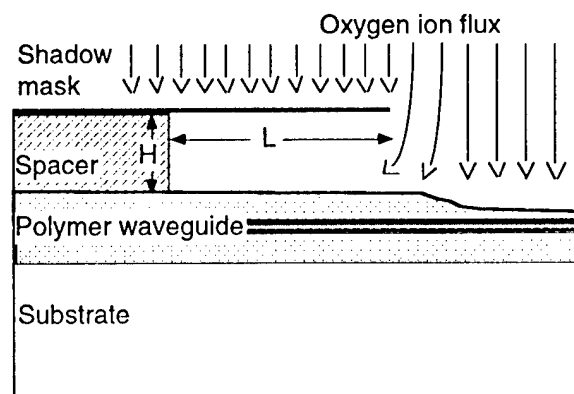 Oxygen ion flux
Shadow
mask
H
L
Spacer
Polymer waveguide
Substrate